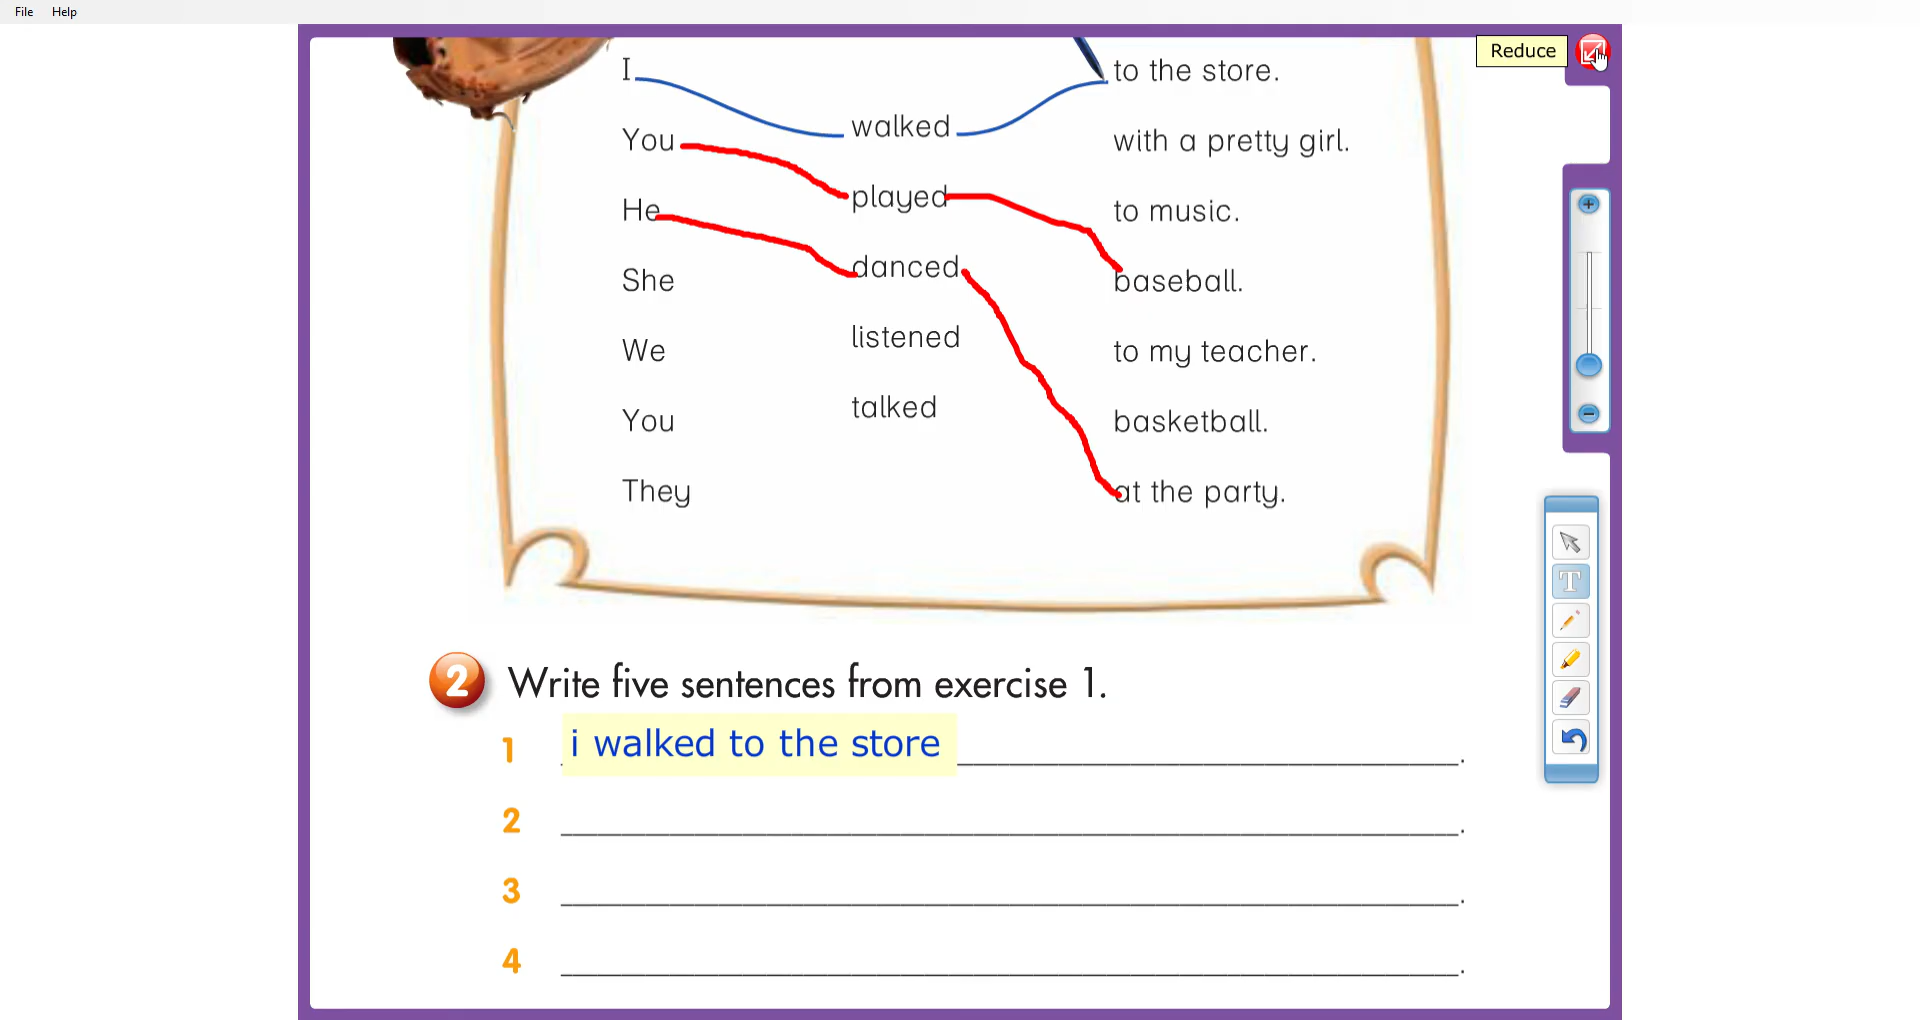 File Help
Reduce
I to the store.
walked
You with a pretty girl.
played
He to music.
danced
She baseball.
listened
We to my teacher.
talked
You basketball.
They at the party.
2 Write five sentences from exercise 1.
1 i walked to the store .
2 .
3 .
4 .